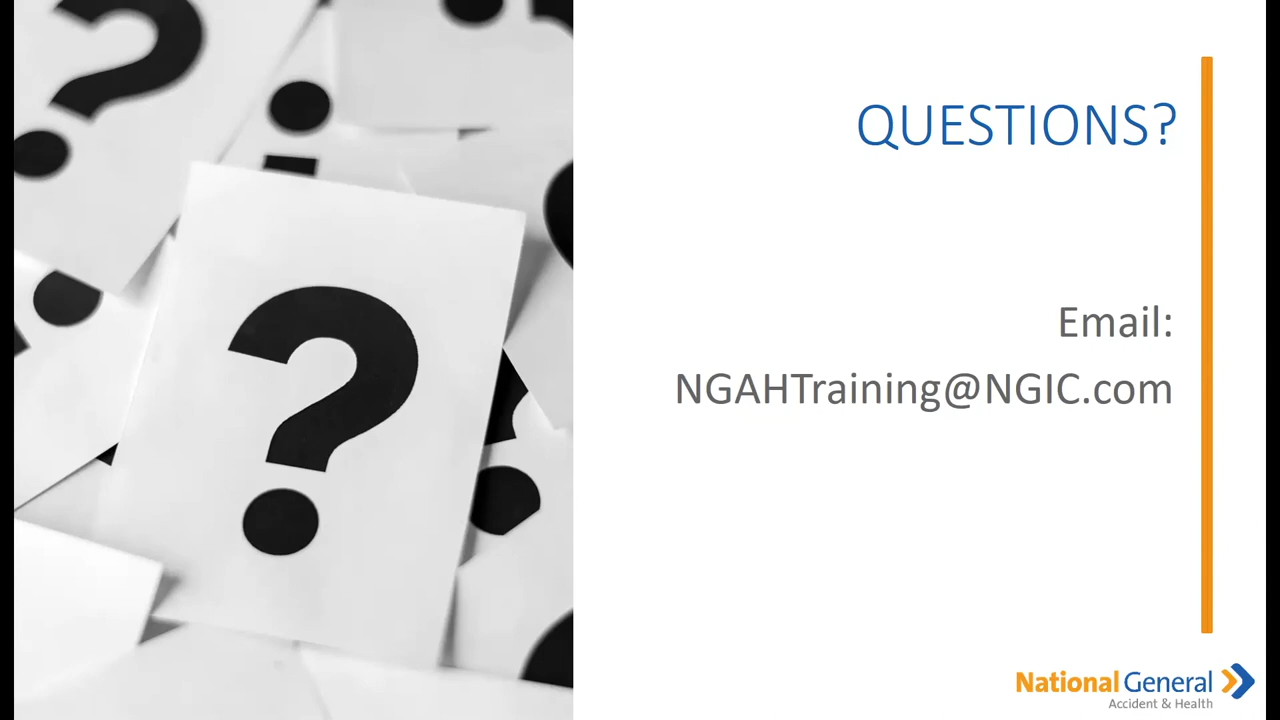 QUESTIONS?
Email:
NGAHTraining@NGIC.com
National General
Accident & Health